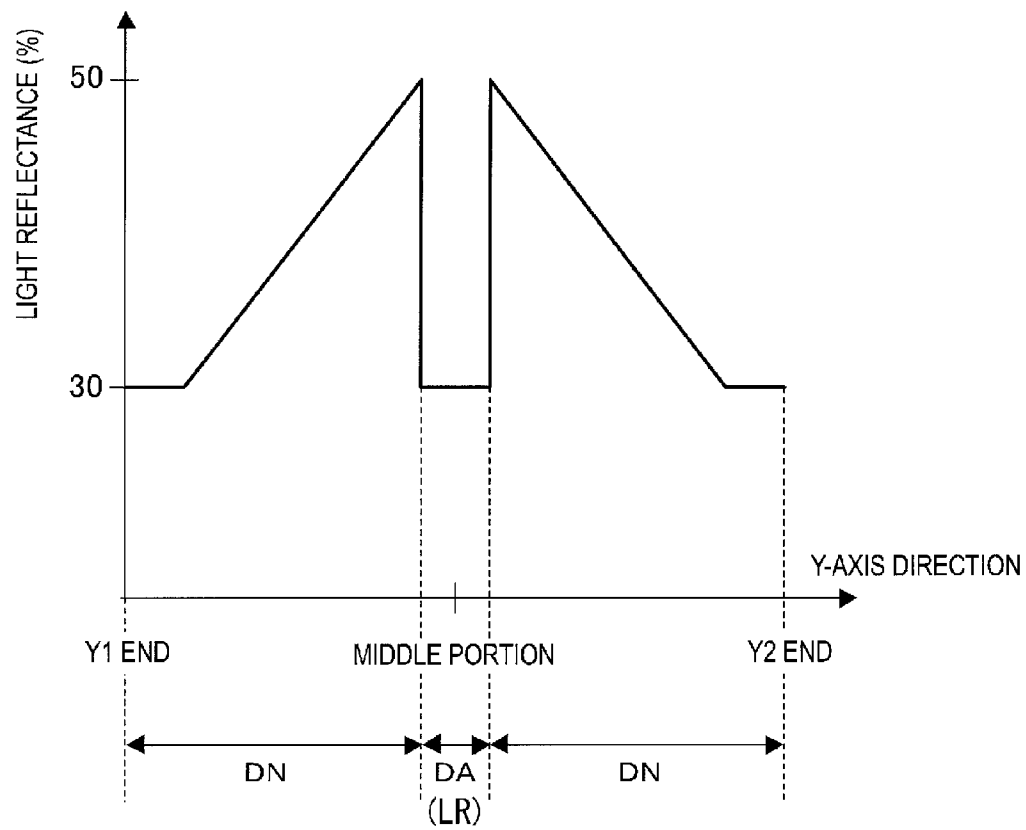 LIGHT REFLECTANCE (%)
50
30
Y-AXIS DIRECTION
Y1 END
MIDDLE PORTION
Y2 END
DN
DA
DN
(LR)